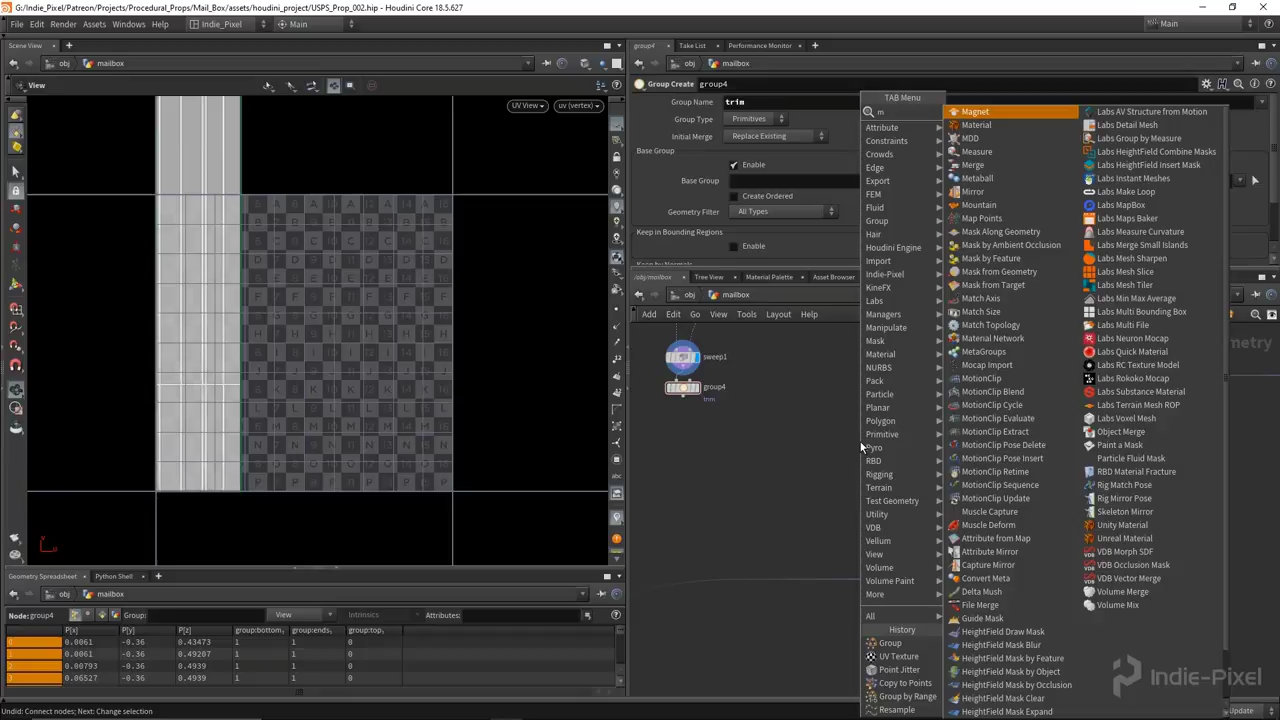 G:/Indie_Pixel/Patreon/Projects/Procedural_Props/Mail_Box/assets/houdini_project/USPS_Prop_002.hip - Houdini Core 18.5.627
File Edit Render Assets Windows Help Indie_Pixel Main Main
Scene View
obj mailbox
View
UV View uv (vertex)
group4 Take List Performance Monitor
obj mailbox
Group Create group4
Group Name trim
Group Type Primitives
Initial Merge Replace Existing
Base Group
Enable
Base Group
Create Ordered
Geometry Filter All Types
Keep in Bounding Regions
Enable
/obj/mailbox Tree View Material Palette Asset Browser
obj mailbox
Add Edit Go View Tools Layout Help
sweep1
group4
trim
TAB Menu
m
Attribute
Constraints
Crowds
Edge
Export
FEM
Fluid
Group
Hair
Houdini Engine
Import
Indie-Pixel
KineFX
Labs
Managers
Manipulate
Mask
Material
NURBS
Pack
Particle
Planar
Polygon
Primitive
Pyro
RBD
Rigging
Terrain
Test Geometry
Utility
VDB
Vellum
View
Volume
Volume Paint
More
All
History
Group
UV Texture
Point Jitter
Copy to Points
Group by Range
Resample
Magnet
Material
MDD
Measure
Merge
Metaball
Mirror
Mountain
Map Points
Mask Along Geometry
Mask by Ambient Occlusion
Mask by Feature
Mask from Geometry
Mask from Target
Match Axis
Match Size
Match Topology
Material Network
MetaGroups
Mocap Import
MotionClip
MotionClip Blend
MotionClip Cycle
MotionClip Evaluate
MotionClip Extract
MotionClip Pose Delete
MotionClip Pose Insert
MotionClip Retime
MotionClip Sequence
MotionClip Update
Muscle Capture
Muscle Deform
Attribute from Map
Attribute Mirror
Capture Mirror
Convert Meta
Delta Mush
File Merge
Guide Mask
HeightField Draw Mask
HeightField Mask Blur
HeightField Mask by Feature
HeightField Mask by Object
HeightField Mask by Occlusion
HeightField Mask Clear
HeightField Mask Expand
Labs AV Structure from Motion
Labs Detail Mesh
Labs Group by Measure
Labs HeightField Combine Masks
Labs HeightField Insert Mask
Labs Instant Meshes
Labs Make Loop
Labs MapBox
Labs Maps Baker
Labs Measure Curvature
Labs Merge Small Islands
Labs Mesh Sharpen
Labs Mesh Slice
Labs Mesh Tiler
Labs Min Max Average
Labs Multi Bounding Box
Labs Multi File
Labs Neuron Mocap
Labs Quick Material
Labs RC Texture Model
Labs Rokoko Mocap
Labs Substance Material
Labs Terrain Mesh ROP
Labs Voxel Mesh
Object Merge
Paint a Mask
Particle Fluid Mask
RBD Material Fracture
Rig Match Pose
Rig Mirror Pose
Skeleton Mirror
Unity Material
Unreal Material
VDB Morph SDF
VDB Occlusion Mask
VDB Vector Merge
Volume Merge
Volume Mix
Geometry Spreadsheet Python Shell
obj mailbox
Node: group4 Group: View Intrinsics Attributes:
P[x] P[y] P[z] group:bottom group:ends group:top
0 0.0061 -0.36 0.43473 1 1 0
1 0.0061 -0.36 0.49207 1 1 0
2 0.00793 -0.36 0.4939 1 1 0
3 0.06527 -0.36 0.4939 1 1 0
Undid: Connect nodes; Next: Change selection
Update
Indie-Pixel